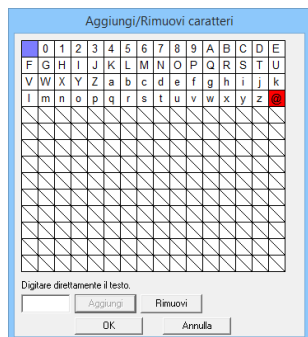 Aggiungi/Rimuovi caratteri
0 1 2 3 4 5 6 7 8 9 A B C D E
F G H I J K L M N O P Q R S T U
V W X Y Z a b c d e f g h i j k
l m n o p q r s t u v w x y z @
Digitare direttamente il testo.
Aggiungi Rimuovi
OK Annulla